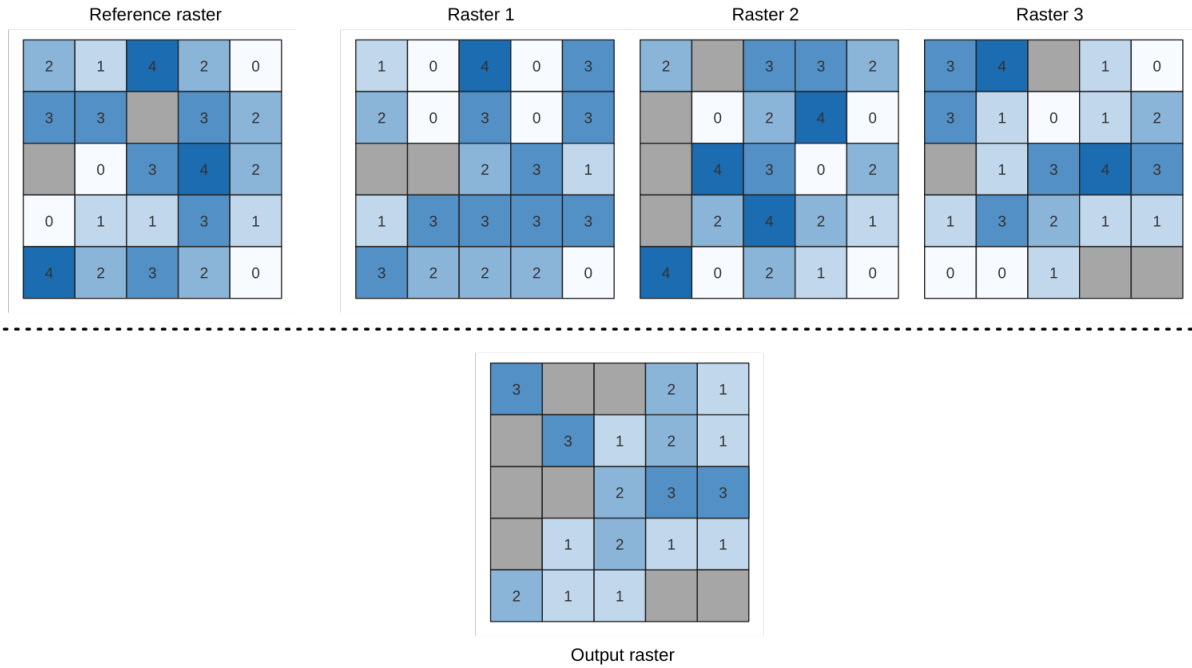 Reference raster Raster 1 Raster 2 Raster 3
2 1 4 2 0 1 0 4 0 3 2 3 3 2 3 4 1 0
3 3 3 2 2 0 3 0 3 0 2 4 0 3 1 0 1 2
0 3 4 2 2 3 1 4 3 0 2 1 3 4 3
0 1 1 3 1 1 3 3 3 3 2 4 2 1 1 3 2 1 1
4 2 3 2 0 3 2 2 2 0 4 0 2 1 0 0 0 1
3 2 1
3 1 2 1
2 3 3
1 2 1 1
2 1 1
Output raster